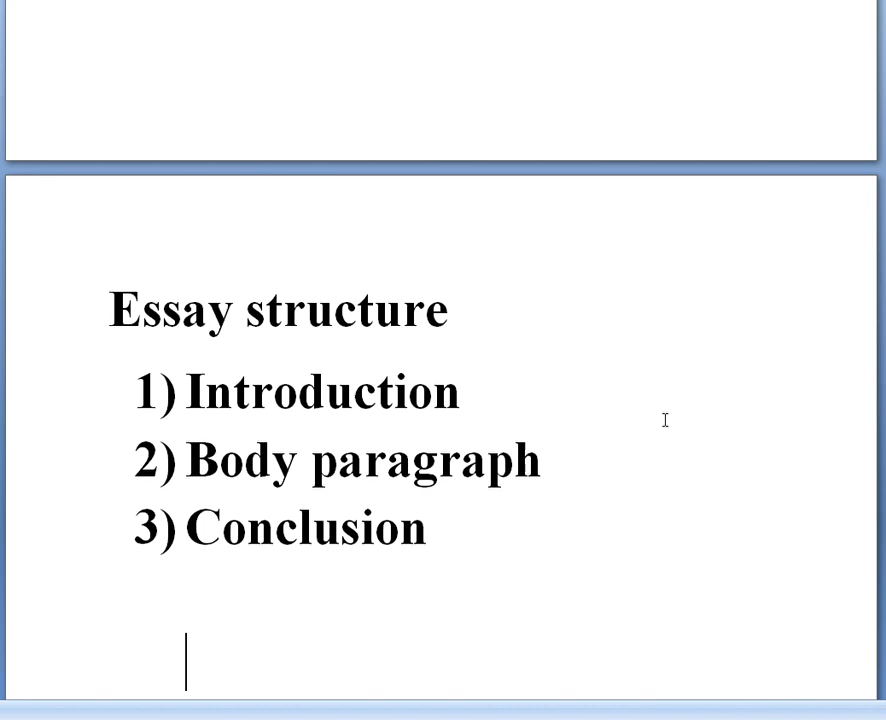 Essay structure
1) Introduction
2) Body paragraph
3) Conclusion